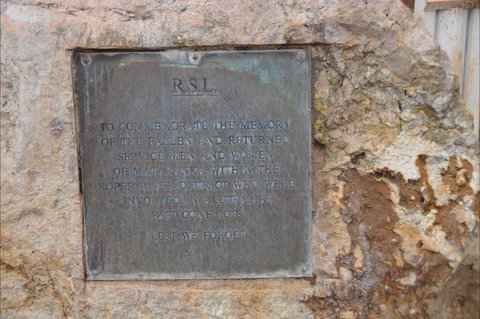 R.S.L.
TO COMMEMORATE THE MEMORY
OF THE FALLEN AND RETURNED
SERVICE MEN AND WOMEN
OF MATARANKA WITHIN THE
ROPER RIVER DISTRICT WHO WERE
INVOLVED IN AUSTRALIAS
PAST CONFLICTS
LEST WE FORGET